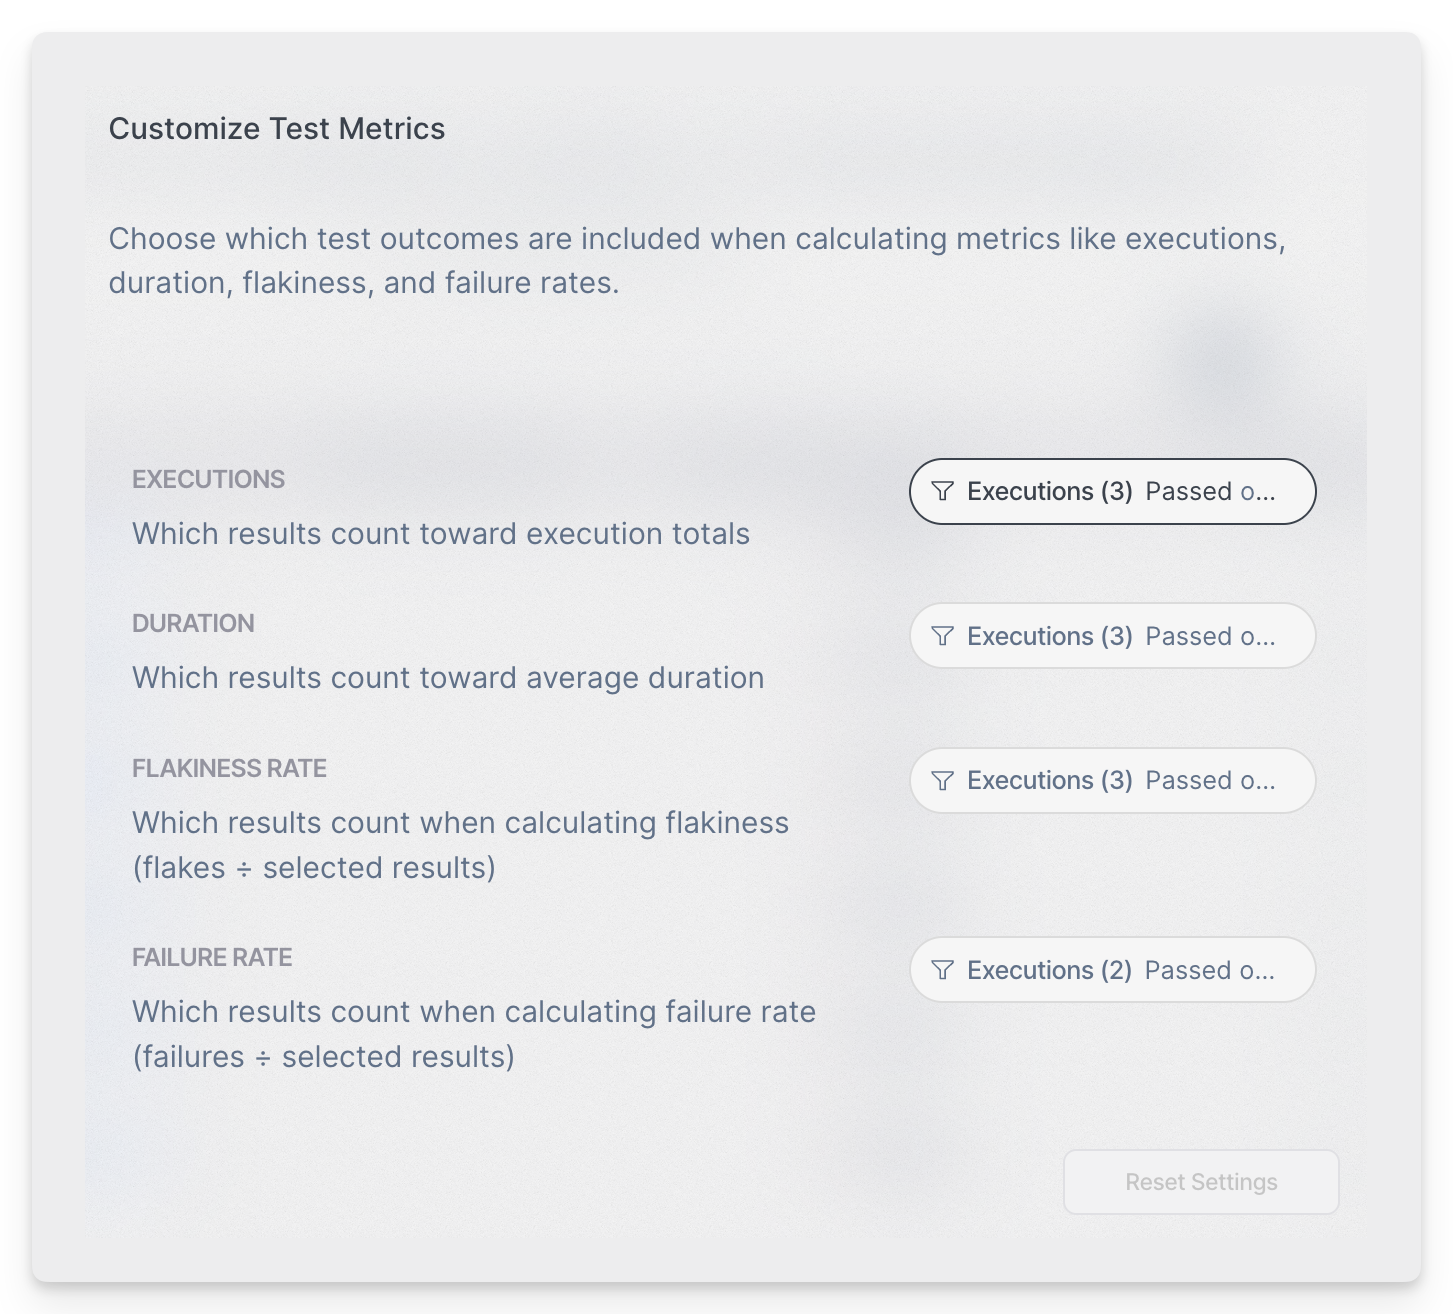 Customize Test Metrics
Choose which test outcomes are included when calculating metrics like executions,
duration, flakiness, and failure rates.
EXECUTIONS
Executions (3) Passed o...
Which results count toward execution totals
DURATION
Executions (3) Passed o...
Which results count toward average duration
FLAKINESS RATE
Executions (3) Passed o...
Which results count when calculating flakiness
(flakes ÷ selected results)
FAILURE RATE
Executions (2) Passed o...
Which results count when calculating failure rate
(failures ÷ selected results)
Reset Settings